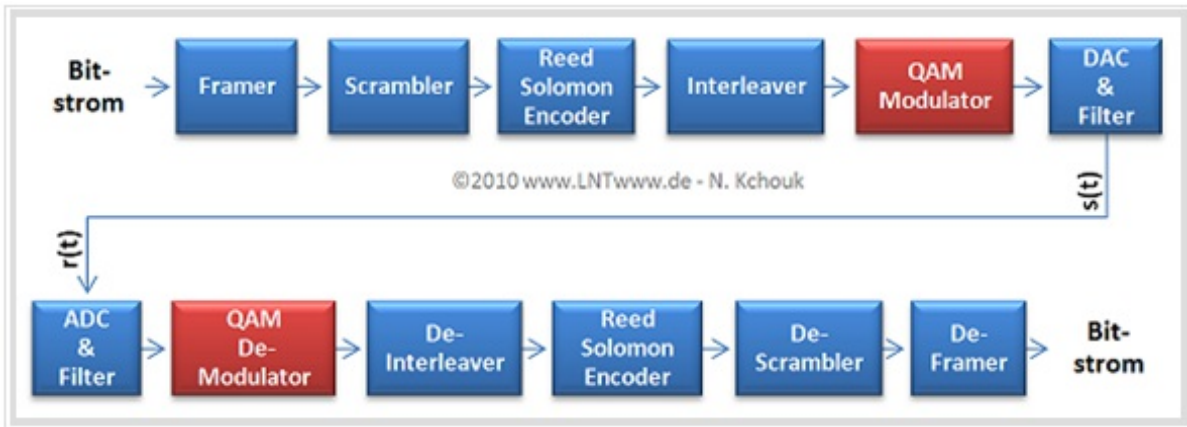 Bit-
strom
Framer
Scrambler
Reed
Solomon
Encoder
Interleaver
QAM
Modulator
DAC
&
Filter
©2010 www.LNTwww.de - N. Kchouk
s(t)
r(t)
ADC
&
Filter
QAM
De-
Modulator
De-
Interleaver
Reed
Solomon
Encoder
De-
Scrambler
De-
Framer
Bit-
strom